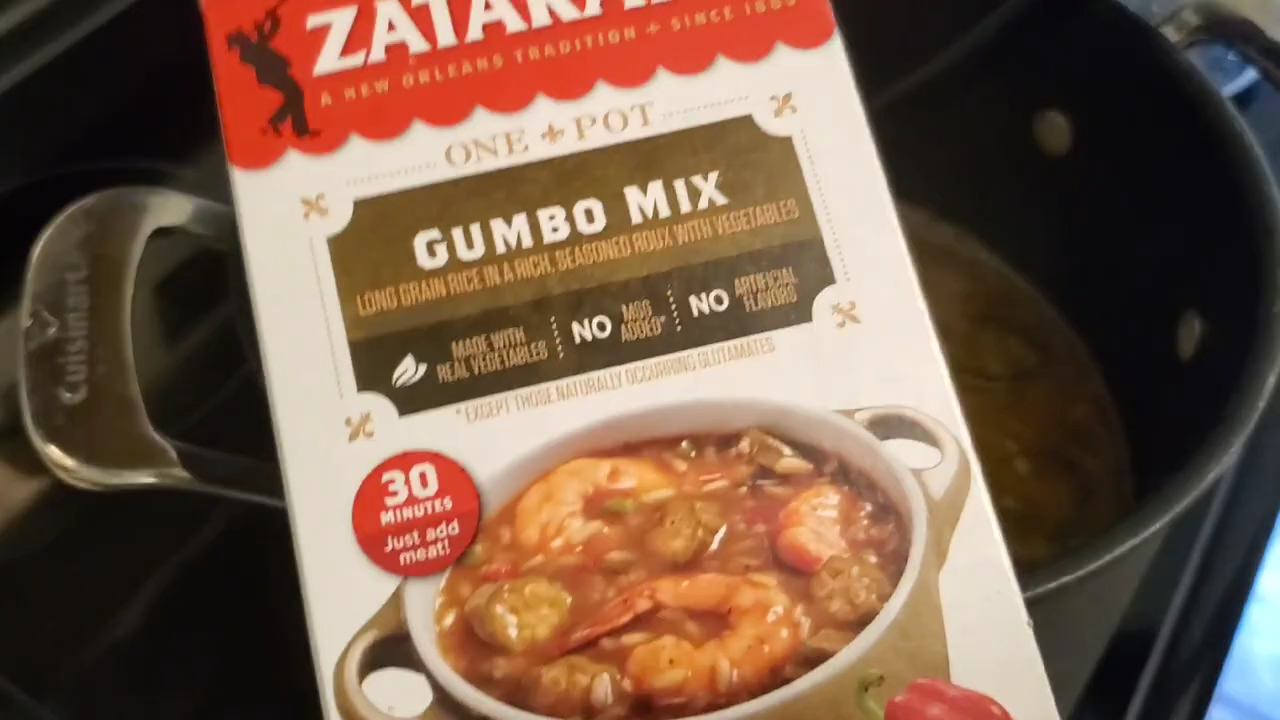 A NEW ORLEANS TRADITION + SINCE 1889
ONE POT
GUMBO MIX
LONG GRAIN RICE IN A RICH, SEASONED ROUX WITH VEGETABLES
MADE WITH
REAL VEGETABLES
NO MSG
ADDED*
NO ARTIFICIAL
FLAVORS
*EXCEPT THOSE NATURALLY OCCURRING GLUTAMATES
30
MINUTES
Just add
meat!
Cuisinart